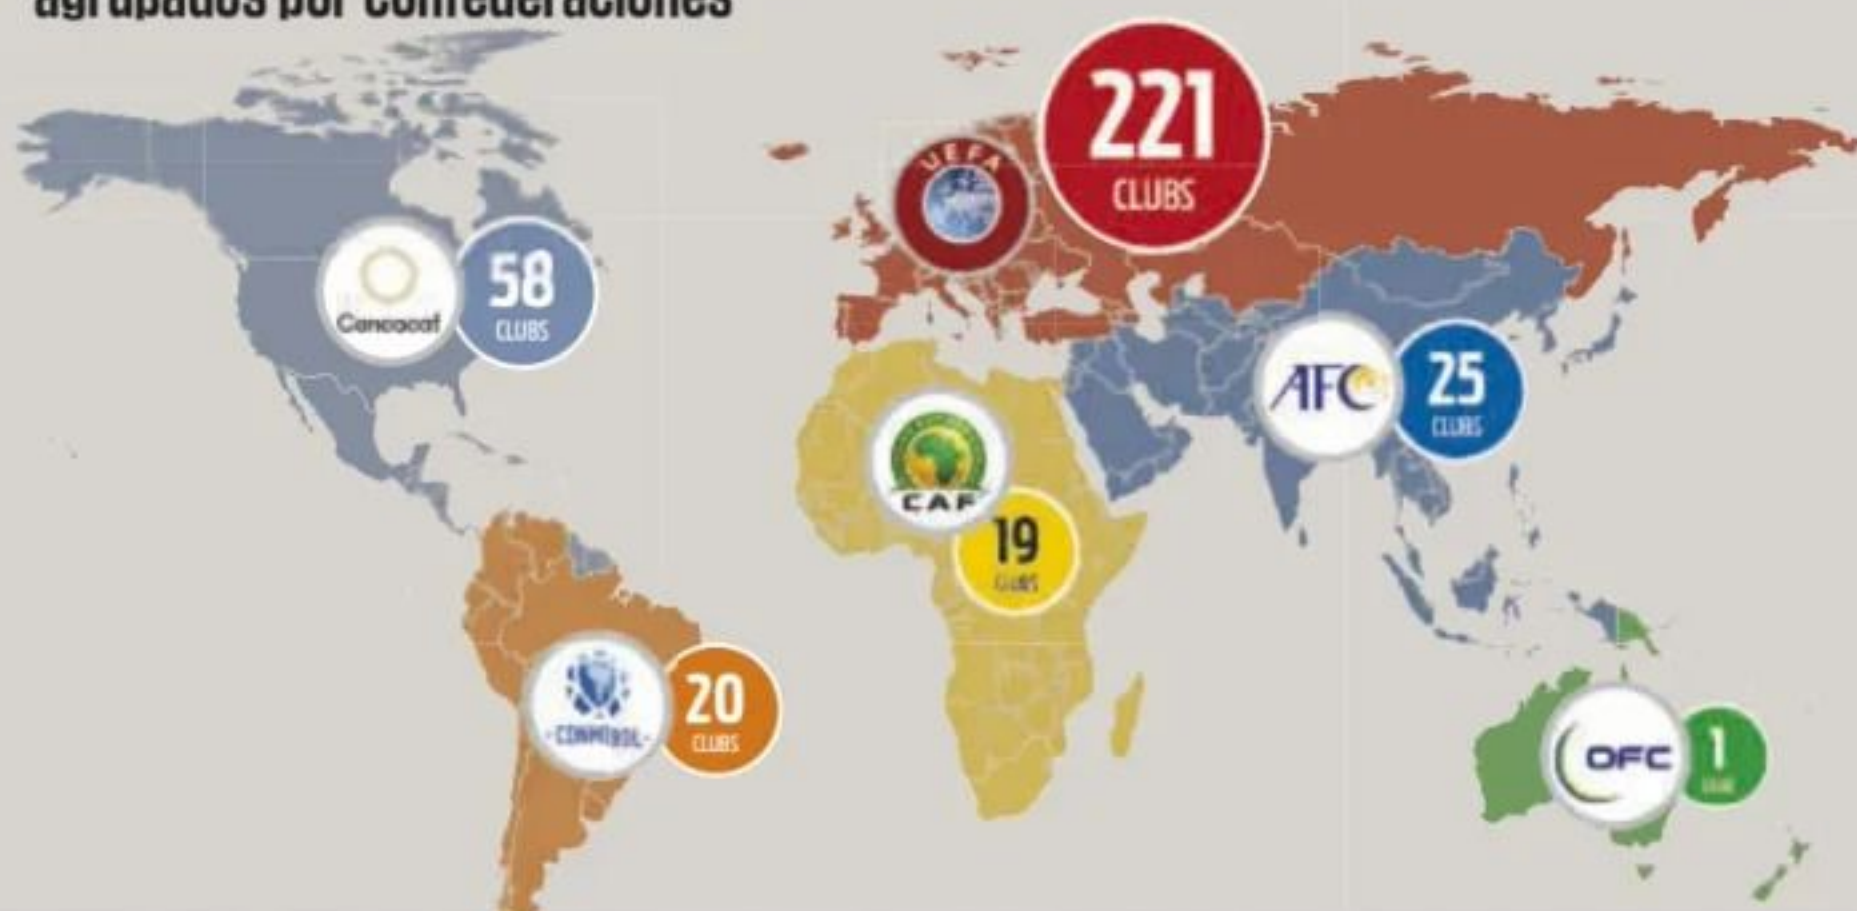 agrupados por confederaciones
221
CLUBS
UEFA
58
CLUBS
Concacaf
AFC
25
CLUBS
CAF
19
CLUBS
20
CLUBS
CONMEBOL
OFC
1